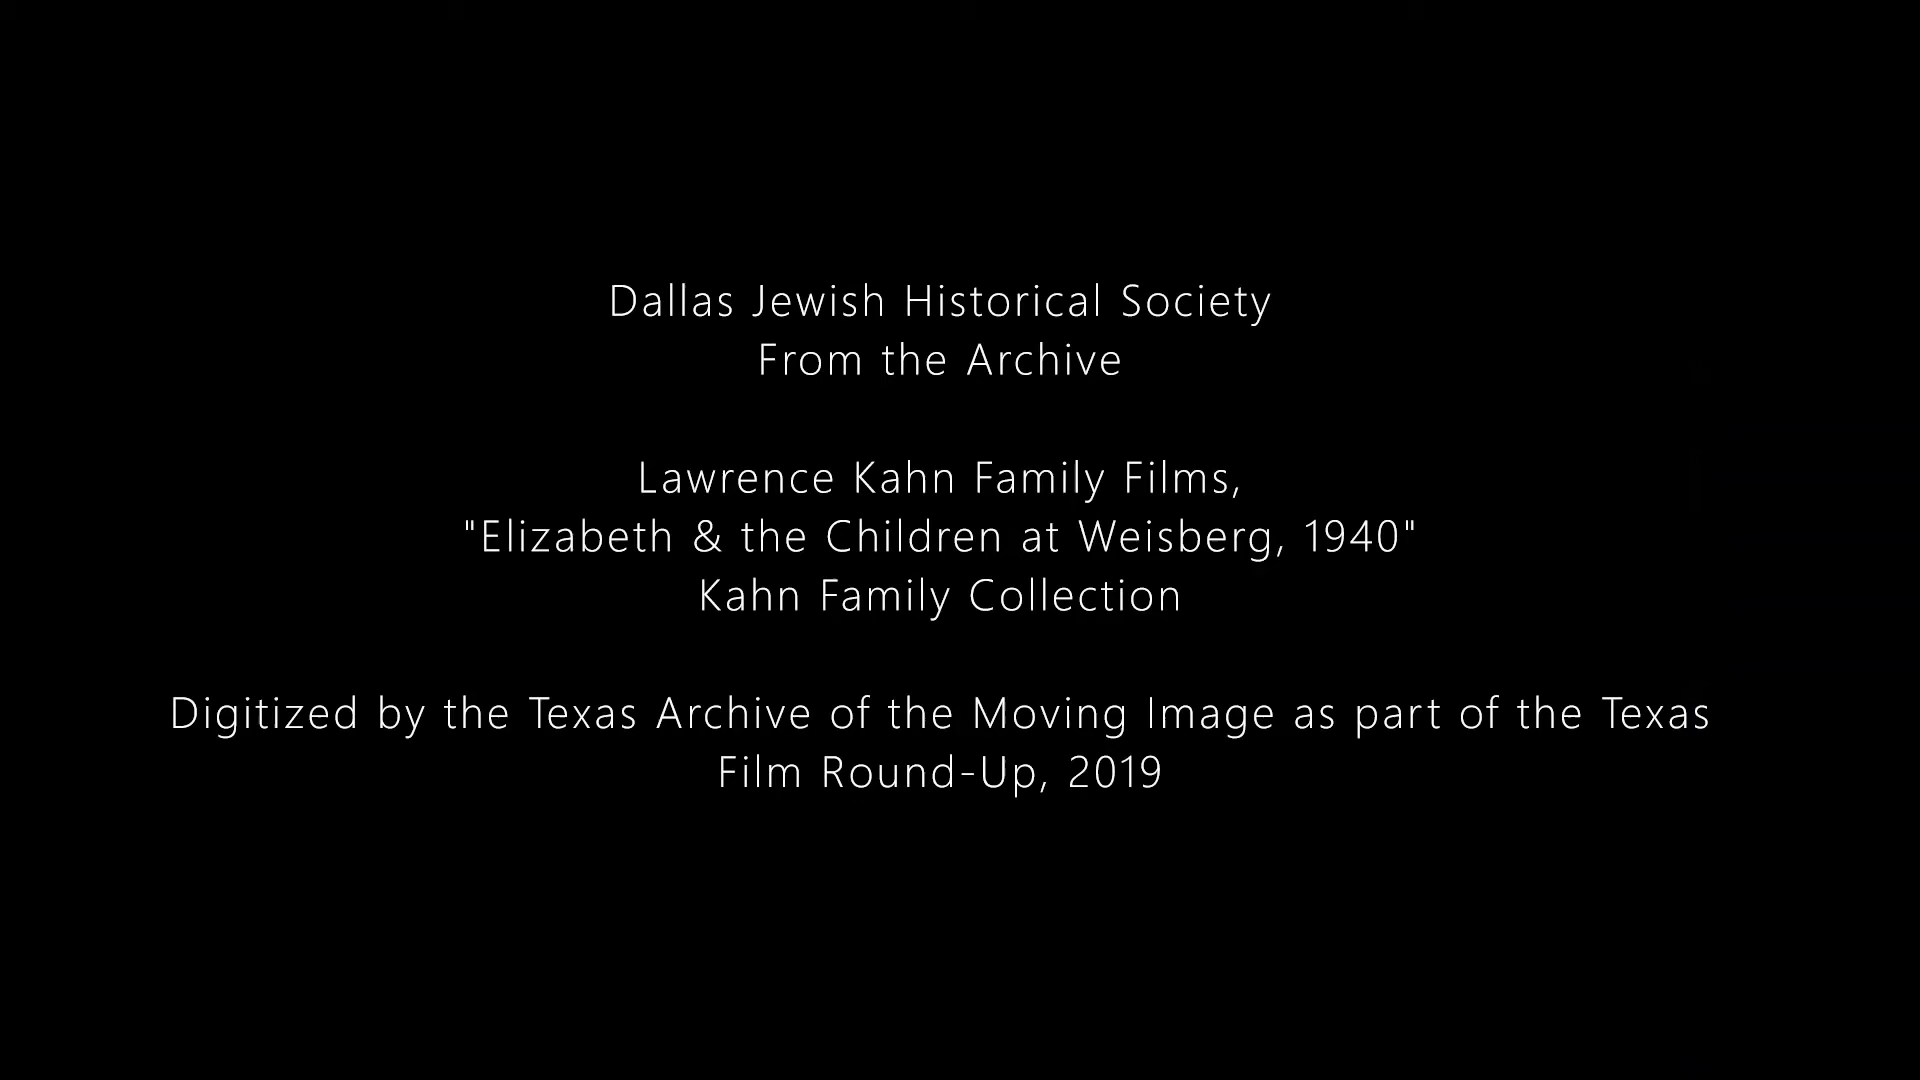 Dallas Jewish Historical Society
From the Archive
Lawrence Kahn Family Films,
"Elizabeth & the Children at Weisberg, 1940"
Kahn Family Collection
Digitized by the Texas Archive of the Moving Image as part of the Texas
Film Round-Up, 2019